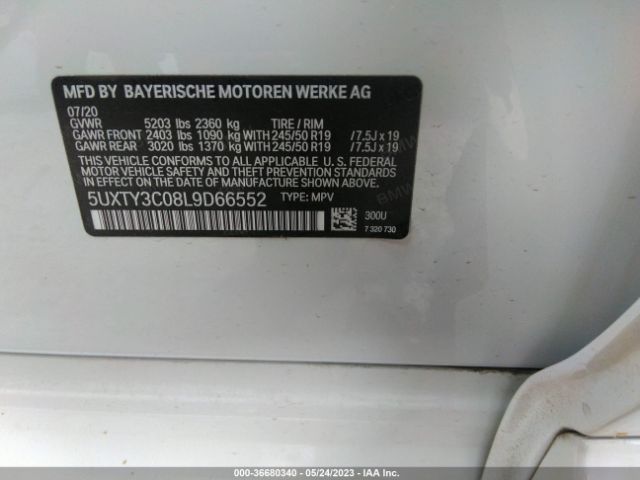 MFD BY BAYERISCHE MOTOREN WERKE AG
07/20
GVWR 5203 lbs 2360 kg TIRE / RIM
GAWR FRONT 2403 lbs 1090 kg WITH 245/50 R19 / 7.5J x 19
GAWR REAR 3020 lbs 1370 kg WITH 245/50 R19 / 7.5J x 19
THIS VEHICLE CONFORMS TO ALL APPLICABLE U. S. FEDERAL
MOTOR VEHICLE SAFETY, BUMPER, AND THEFT PREVENTION
STANDARDS IN EFFECT ON THE DATE OF MANUFACTURE SHOWN ABOVE.
5UXTY3C08L9D66552 TYPE: MPV
300U
7 320 730
BMW
000-36680340 - 05/24/2023 - IAA Inc.